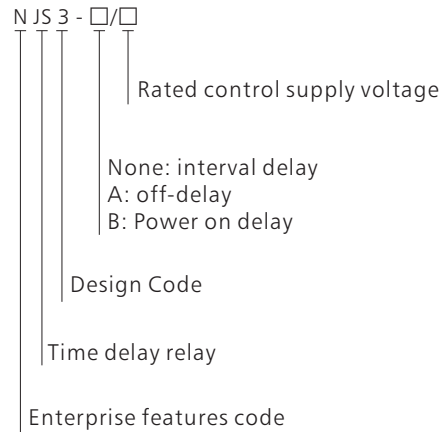 N JS 3 - □/□
Rated control supply voltage
None: interval delay
A: off-delay
B: Power on delay
Design Code
Time delay relay
Enterprise features code